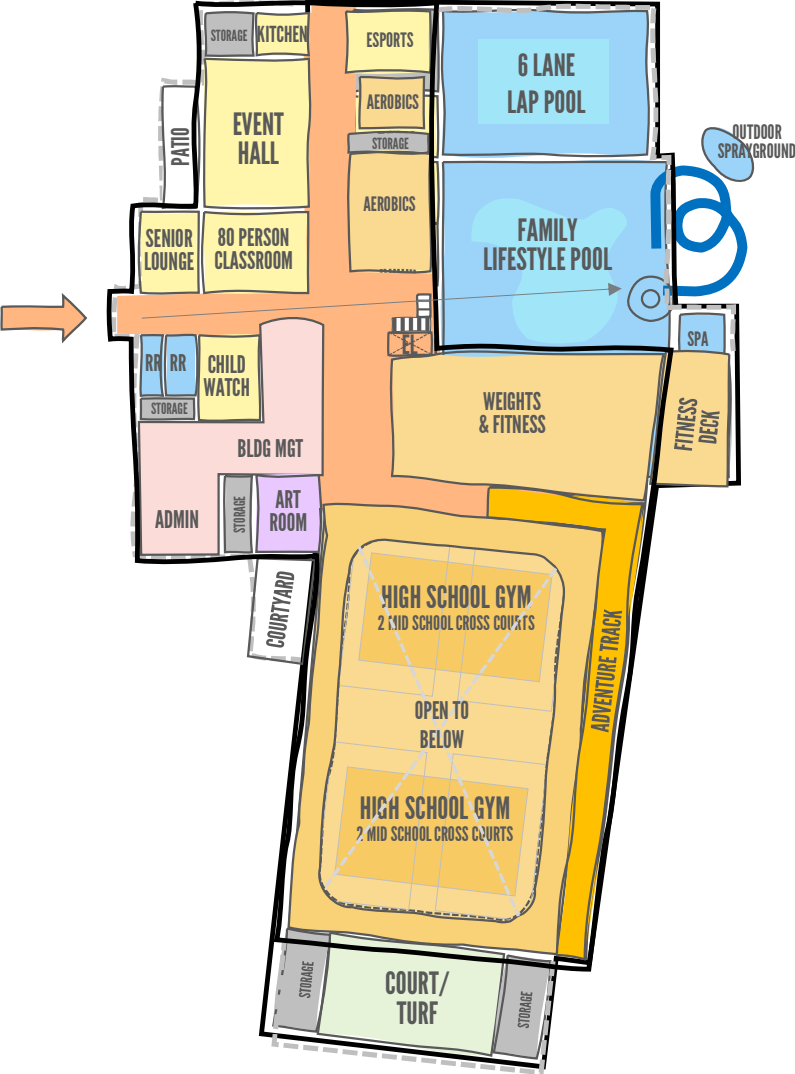 STORAGE
KITCHEN
ESPORTS
6 LANE
LAP POOL
AEROBICS
PATIO
EVENT
HALL
STORAGE
OUTDOOR
SPRAYGROUND
AEROBICS
SENIOR
LOUNGE
80 PERSON
CLASSROOM
FAMILY
LIFESTYLE POOL
EL
SPA
RR
RR
CHILD
WATCH
STORAGE
WEIGHTS
& FITNESS
FITNESS
DECK
BLDG MGT
ADMIN
STORAGE
ART
ROOM
COURTYARD
HIGH SCHOOL GYM
2 MID SCHOOL CROSS COURTS
ADVENTURE TRACK
OPEN TO
BELOW
HIGH SCHOOL GYM
2 MID SCHOOL CROSS COURTS
STORAGE
COURT/
TURF
STORAGE